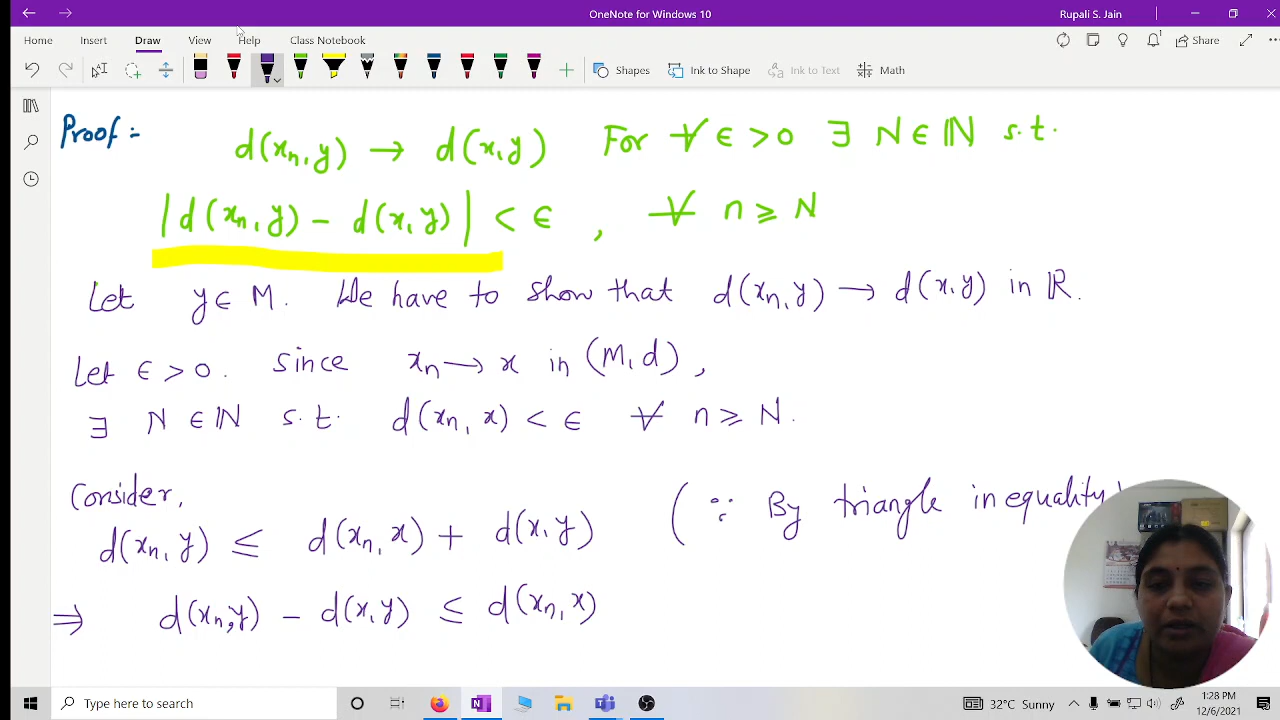 OneNote for Windows 10
Rupali S. Jain
Home Insert Draw View Help Class Notebook
Share
Shapes Ink to Shape Ink to Text Math
Proof :-
d(xₙ, y) → d(x, y) For ∀ ε > 0 ∃ N ∈ ℕ s.t.
|d(xₙ, y) − d(x, y)| < ε , ∀ n ≥ N
Let y ∈ M. We have to show that d(xₙ, y) → d(x, y) in ℝ.
Let ε > 0. since xₙ → x in (M, d),
∃ N ∈ ℕ s.t. d(xₙ, x) < ε ∀ n ≥ N.
Consider,
d(xₙ, y) ≤ d(xₙ, x) + d(x, y) (∵ By triangle inequality)
⇒ d(xₙ, y) − d(x, y) ≤ d(xₙ, x)
Type here to search
32°C Sunny
1:28 PM
12/6/2021